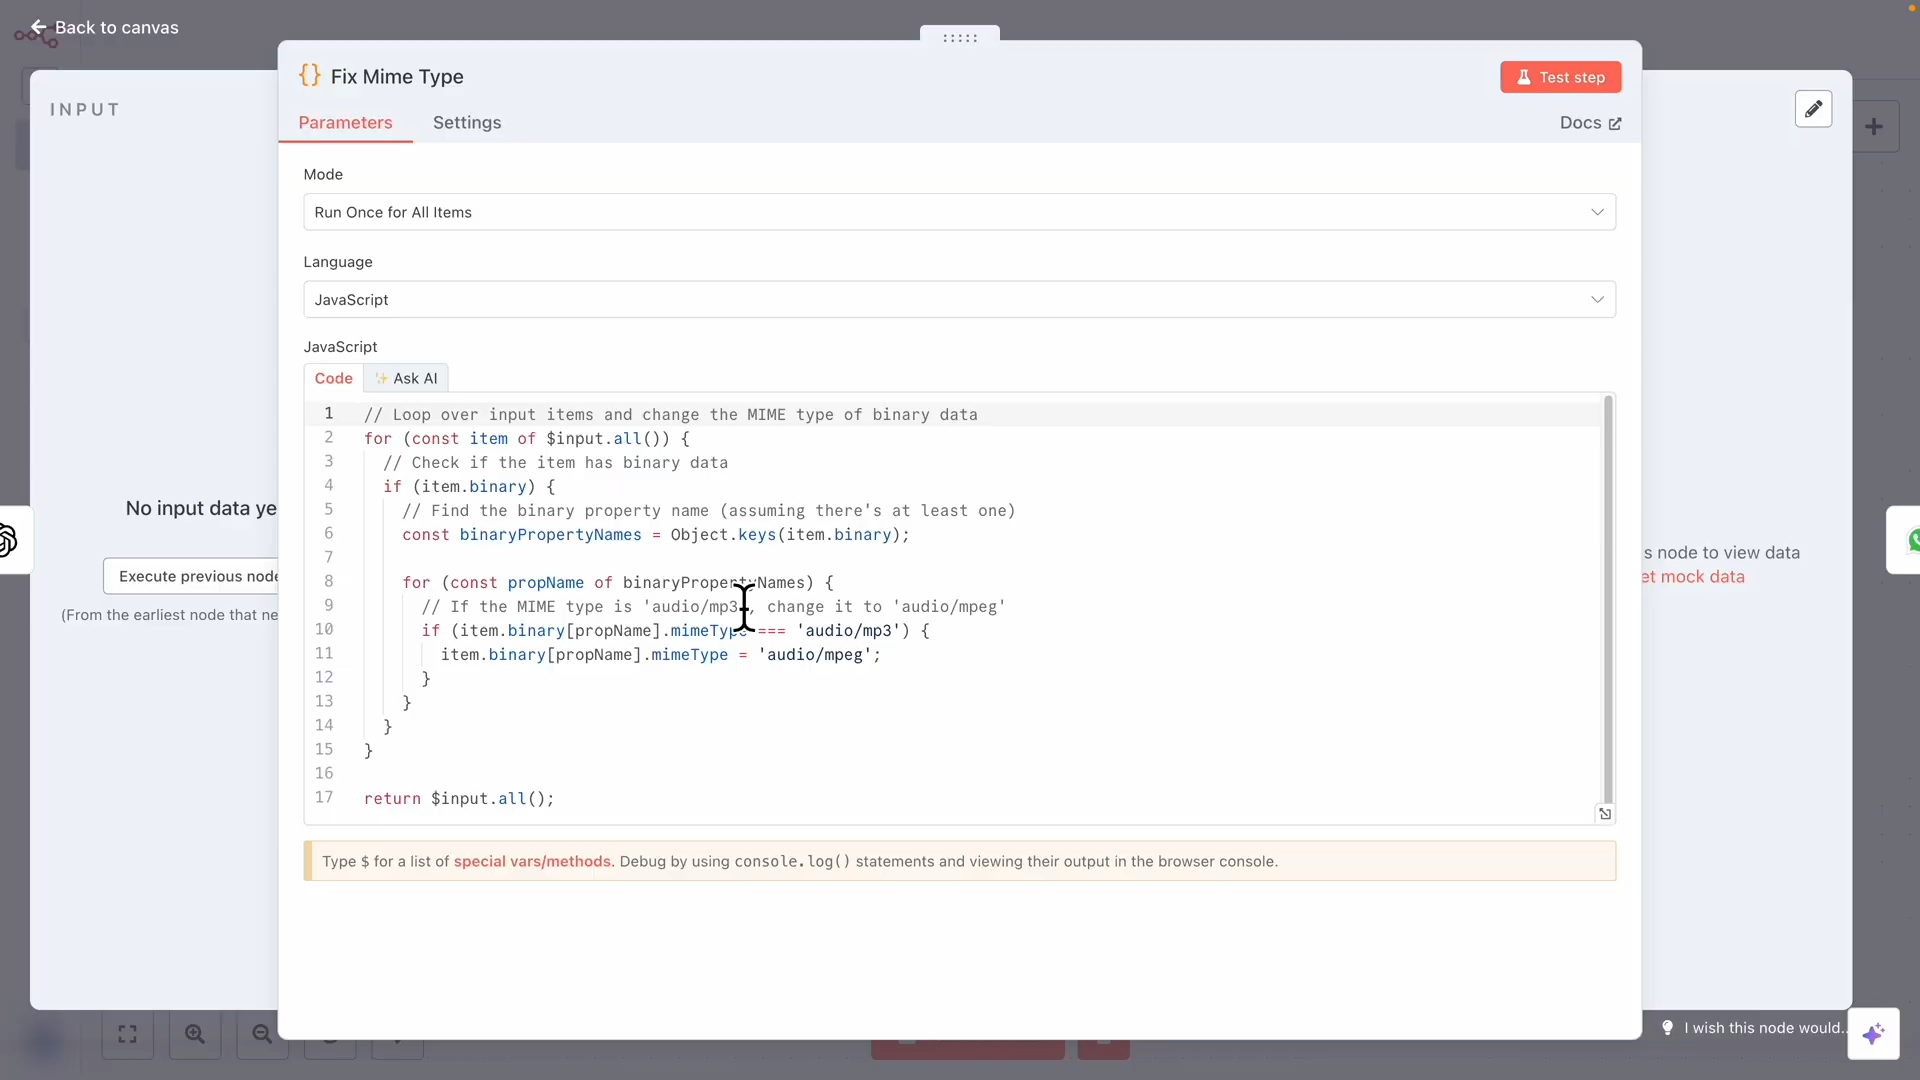 Back to canvas
Fix Mime Type
Test step
INPUT
Parameters
Settings
Docs
Mode
Run Once for All Items
Language
JavaScript
JavaScript
Code
Ask AI
1 // Loop over input items and change the MIME type of binary data
2 for (const item of $input.all()) {
3 // Check if the item has binary data
4 if (item.binary) {
5 // Find the binary property name (assuming there's at least one)
6 const binaryPropertyNames = Object.keys(item.binary);
7
8 for (const propName of binaryPropertyNames) {
9 // If the MIME type is 'audio/mp3', change it to 'audio/mpeg'
10 if (item.binary[propName].mimeType === 'audio/mp3') {
11 item.binary[propName].mimeType = 'audio/mpeg';
12 }
13 }
14 }
15 }
16
17 return $input.all();
Type $ for a list of special vars/methods. Debug by using console.log() statements and viewing their output in the browser console.
No input data ye
Execute previous node
(From the earliest node that ne
s node to view data
et mock data
I wish this node would...